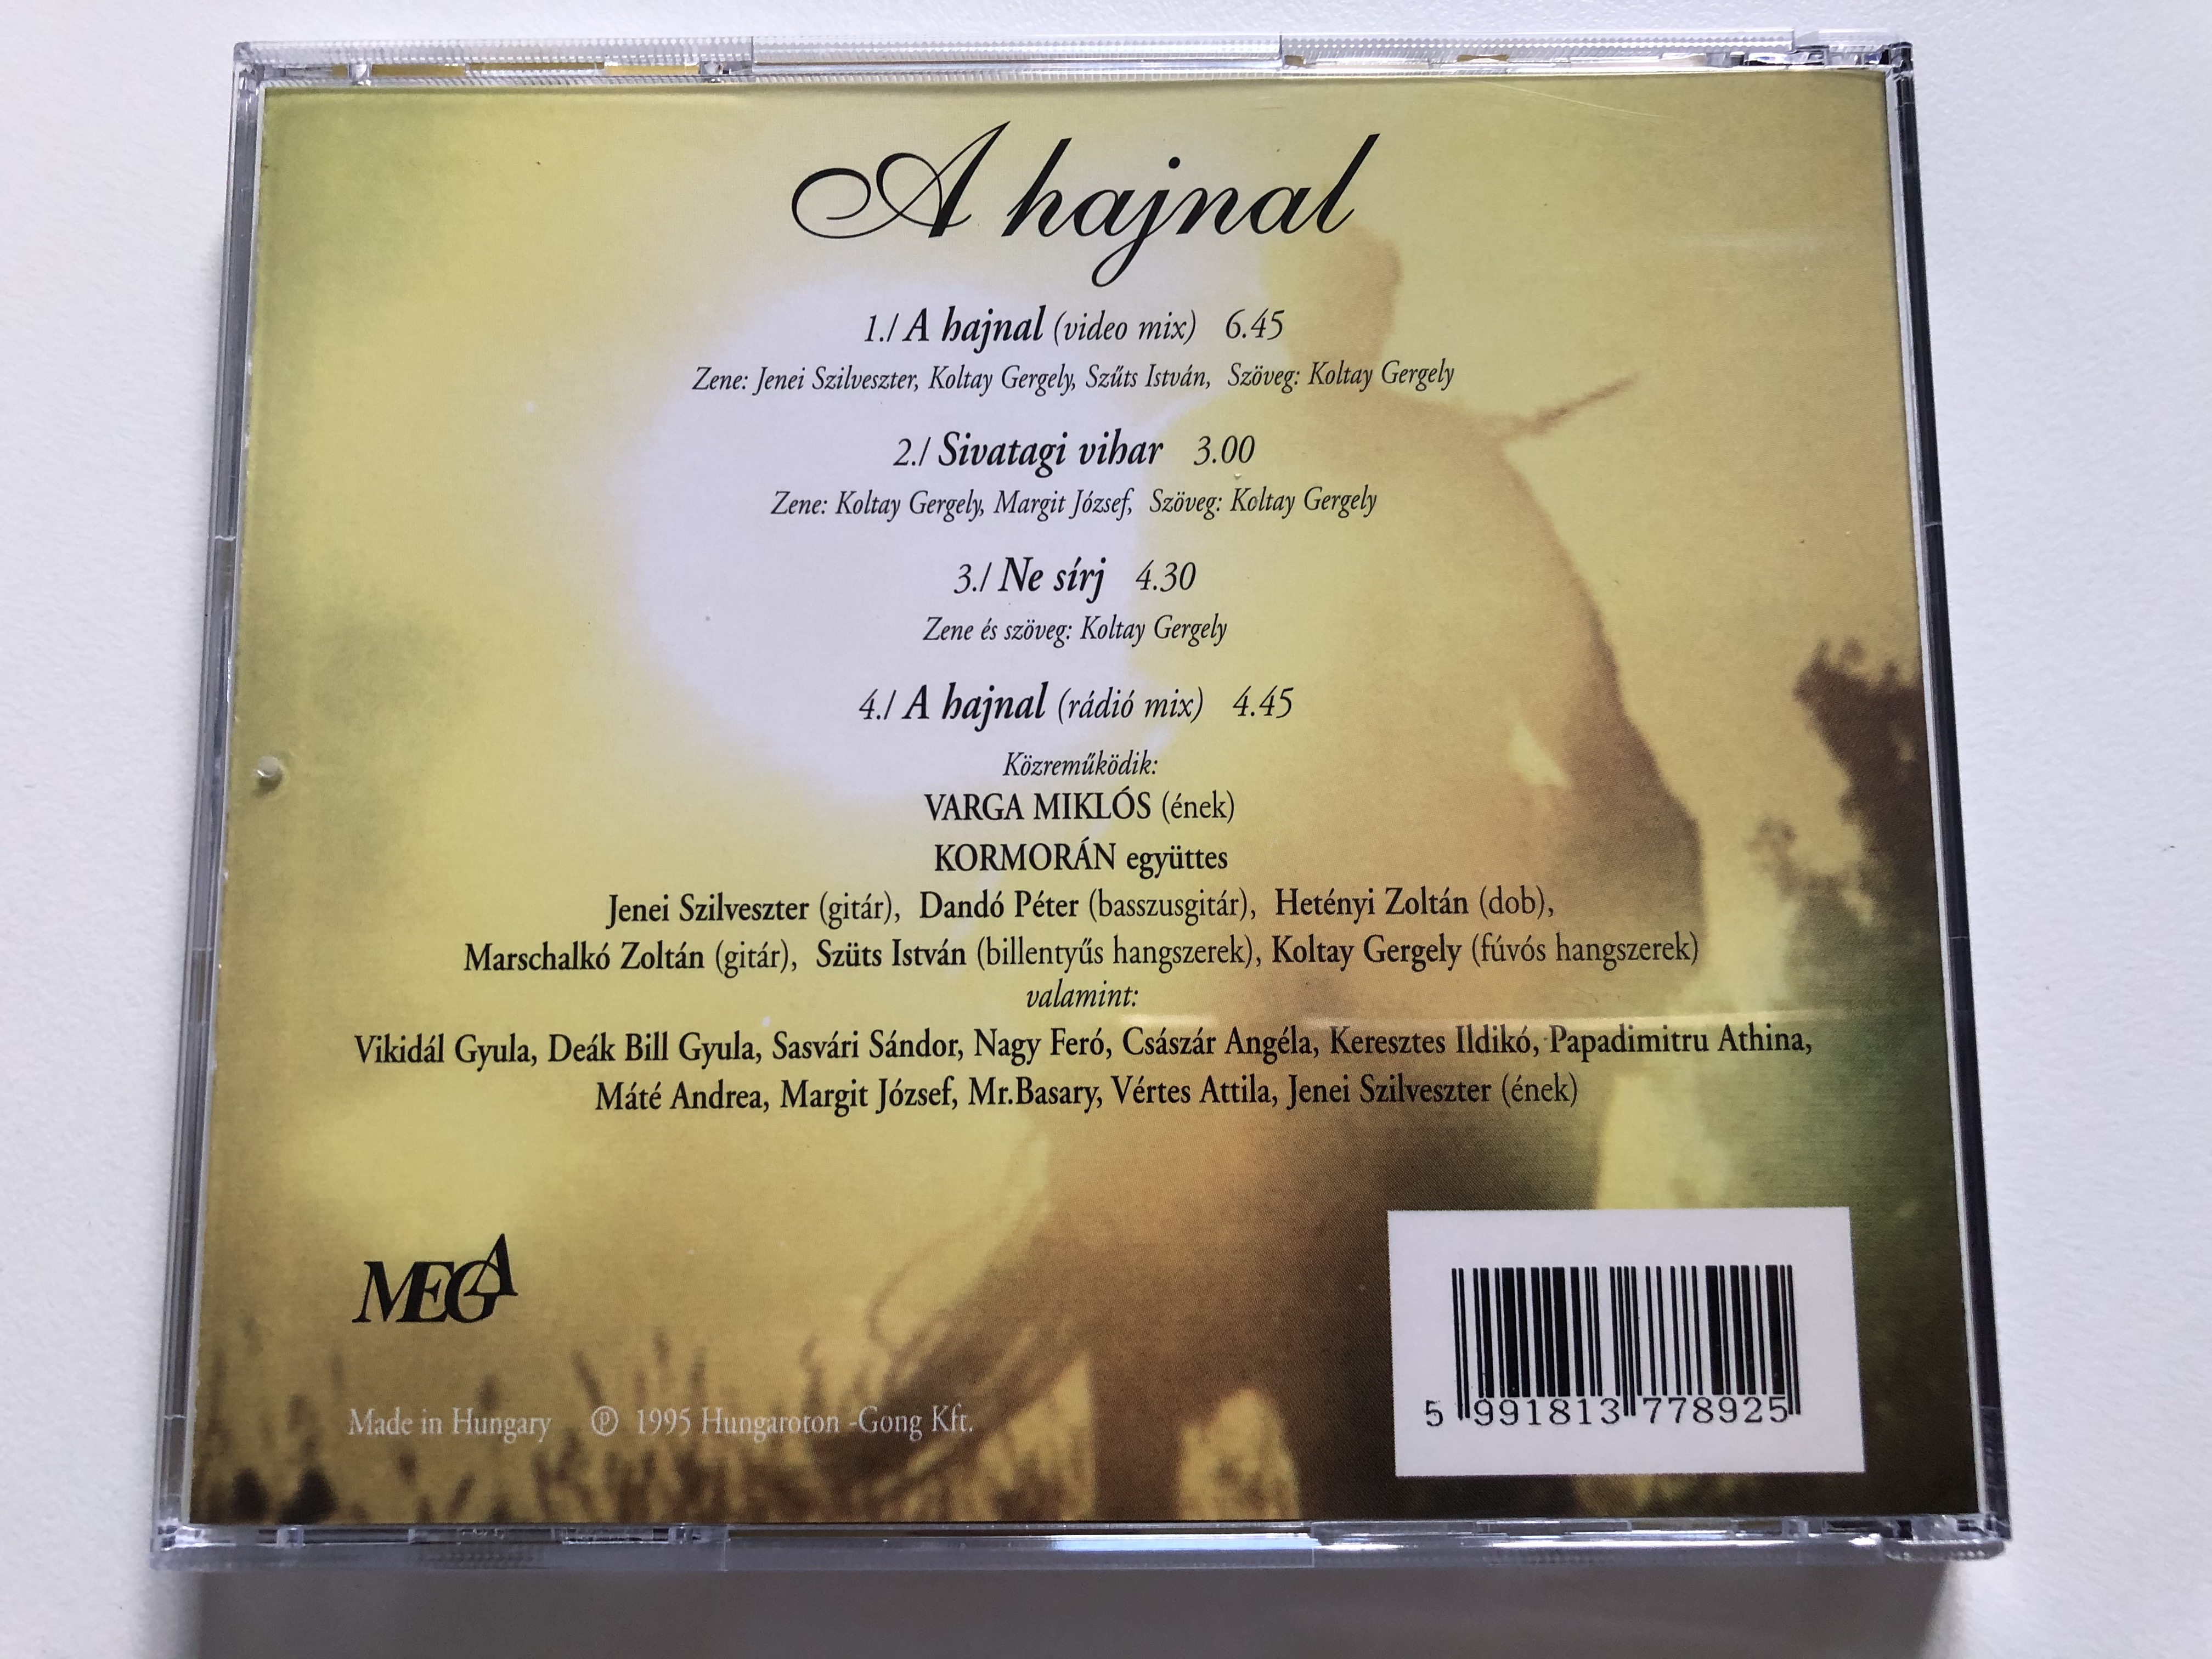 A hajnal
1./ A hajnal (video mix) 6.45
Zene: Jenei Szilveszter, Koltay Gergely, Szűts István, Szöveg: Koltay Gergely
2./ Sivatagi vihar 3.00
Zene: Koltay Gergely, Margit József, Szöveg: Koltay Gergely
3./ Ne sírj 4.30
Zene és szöveg: Koltay Gergely
4./ A hajnal (rádió mix) 4.45
Közreműködik:
VARGA MIKLÓS (ének)
KORMORÁN együttes
Jenei Szilveszter (gitár), Dandó Péter (basszusgitár), Hetényi Zoltán (dob),
Marschalkó Zoltán (gitár), Szüts István (billentyűs hangszerek), Koltay Gergely (fúvós hangszerek)
valamint:
Vikidál Gyula, Deák Bill Gyula, Sasvári Sándor, Nagy Feró, Császár Angéla, Keresztes Ildikó, Papadimitru Athina,
Máté Andrea, Margit József, Mr.Basary, Vértes Attila, Jenei Szilveszter (ének)
MEGA
Made in Hungary ℗ 1995 Hungaroton -Gong Kft.
5 991813 778925